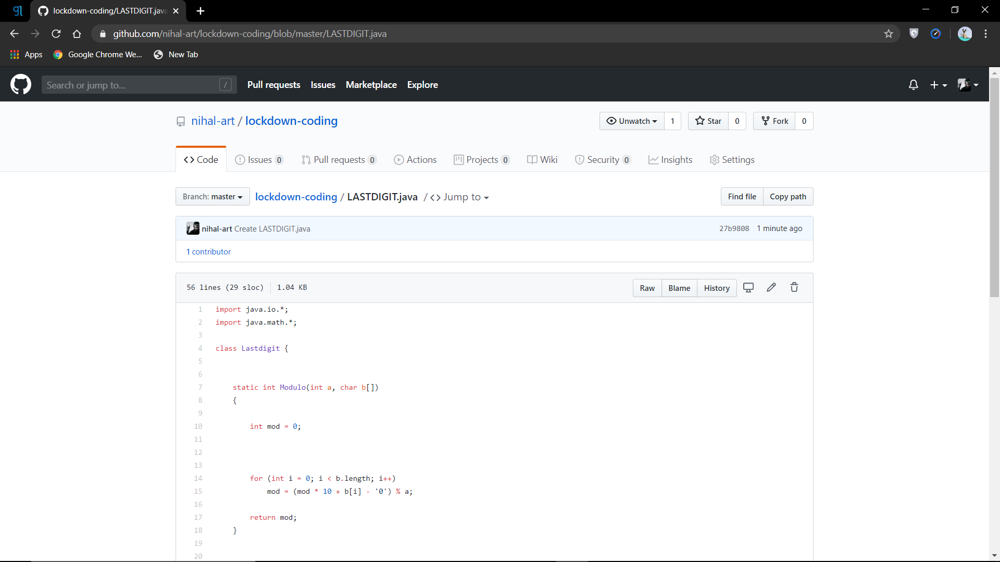 gl
lockdown-coding/LASTDIGIT.java
github.com/nihal-art/lockdown-coding/blob/master/LASTDIGIT.java
Apps Google Chrome We... New Tab
Search or jump to... / Pull requests Issues Marketplace Explore
nihal-art / lockdown-coding Unwatch 1 Star 0 Fork 0
Code Issues 0 Pull requests 0 Actions Projects 0 Wiki Security 0 Insights Settings
Branch: master lockdown-coding / LASTDIGIT.java / <> Jump to Find file Copy path
nihal-art Create LASTDIGIT.java 27b9808 1 minute ago
1 contributor
56 lines (29 sloc) 1.04 KB Raw Blame History
1 import java.io.*;
2 import java.math.*;
3
4 class Lastdigit {
5
6
7 static int Modulo(int a, char b[])
8 {
9
10 int mod = 0;
11
12
13
14 for (int i = 0; i < b.length; i++)
15 mod = (mod * 10 + b[i] - '0') % a;
16
17 return mod;
18 }
19
20